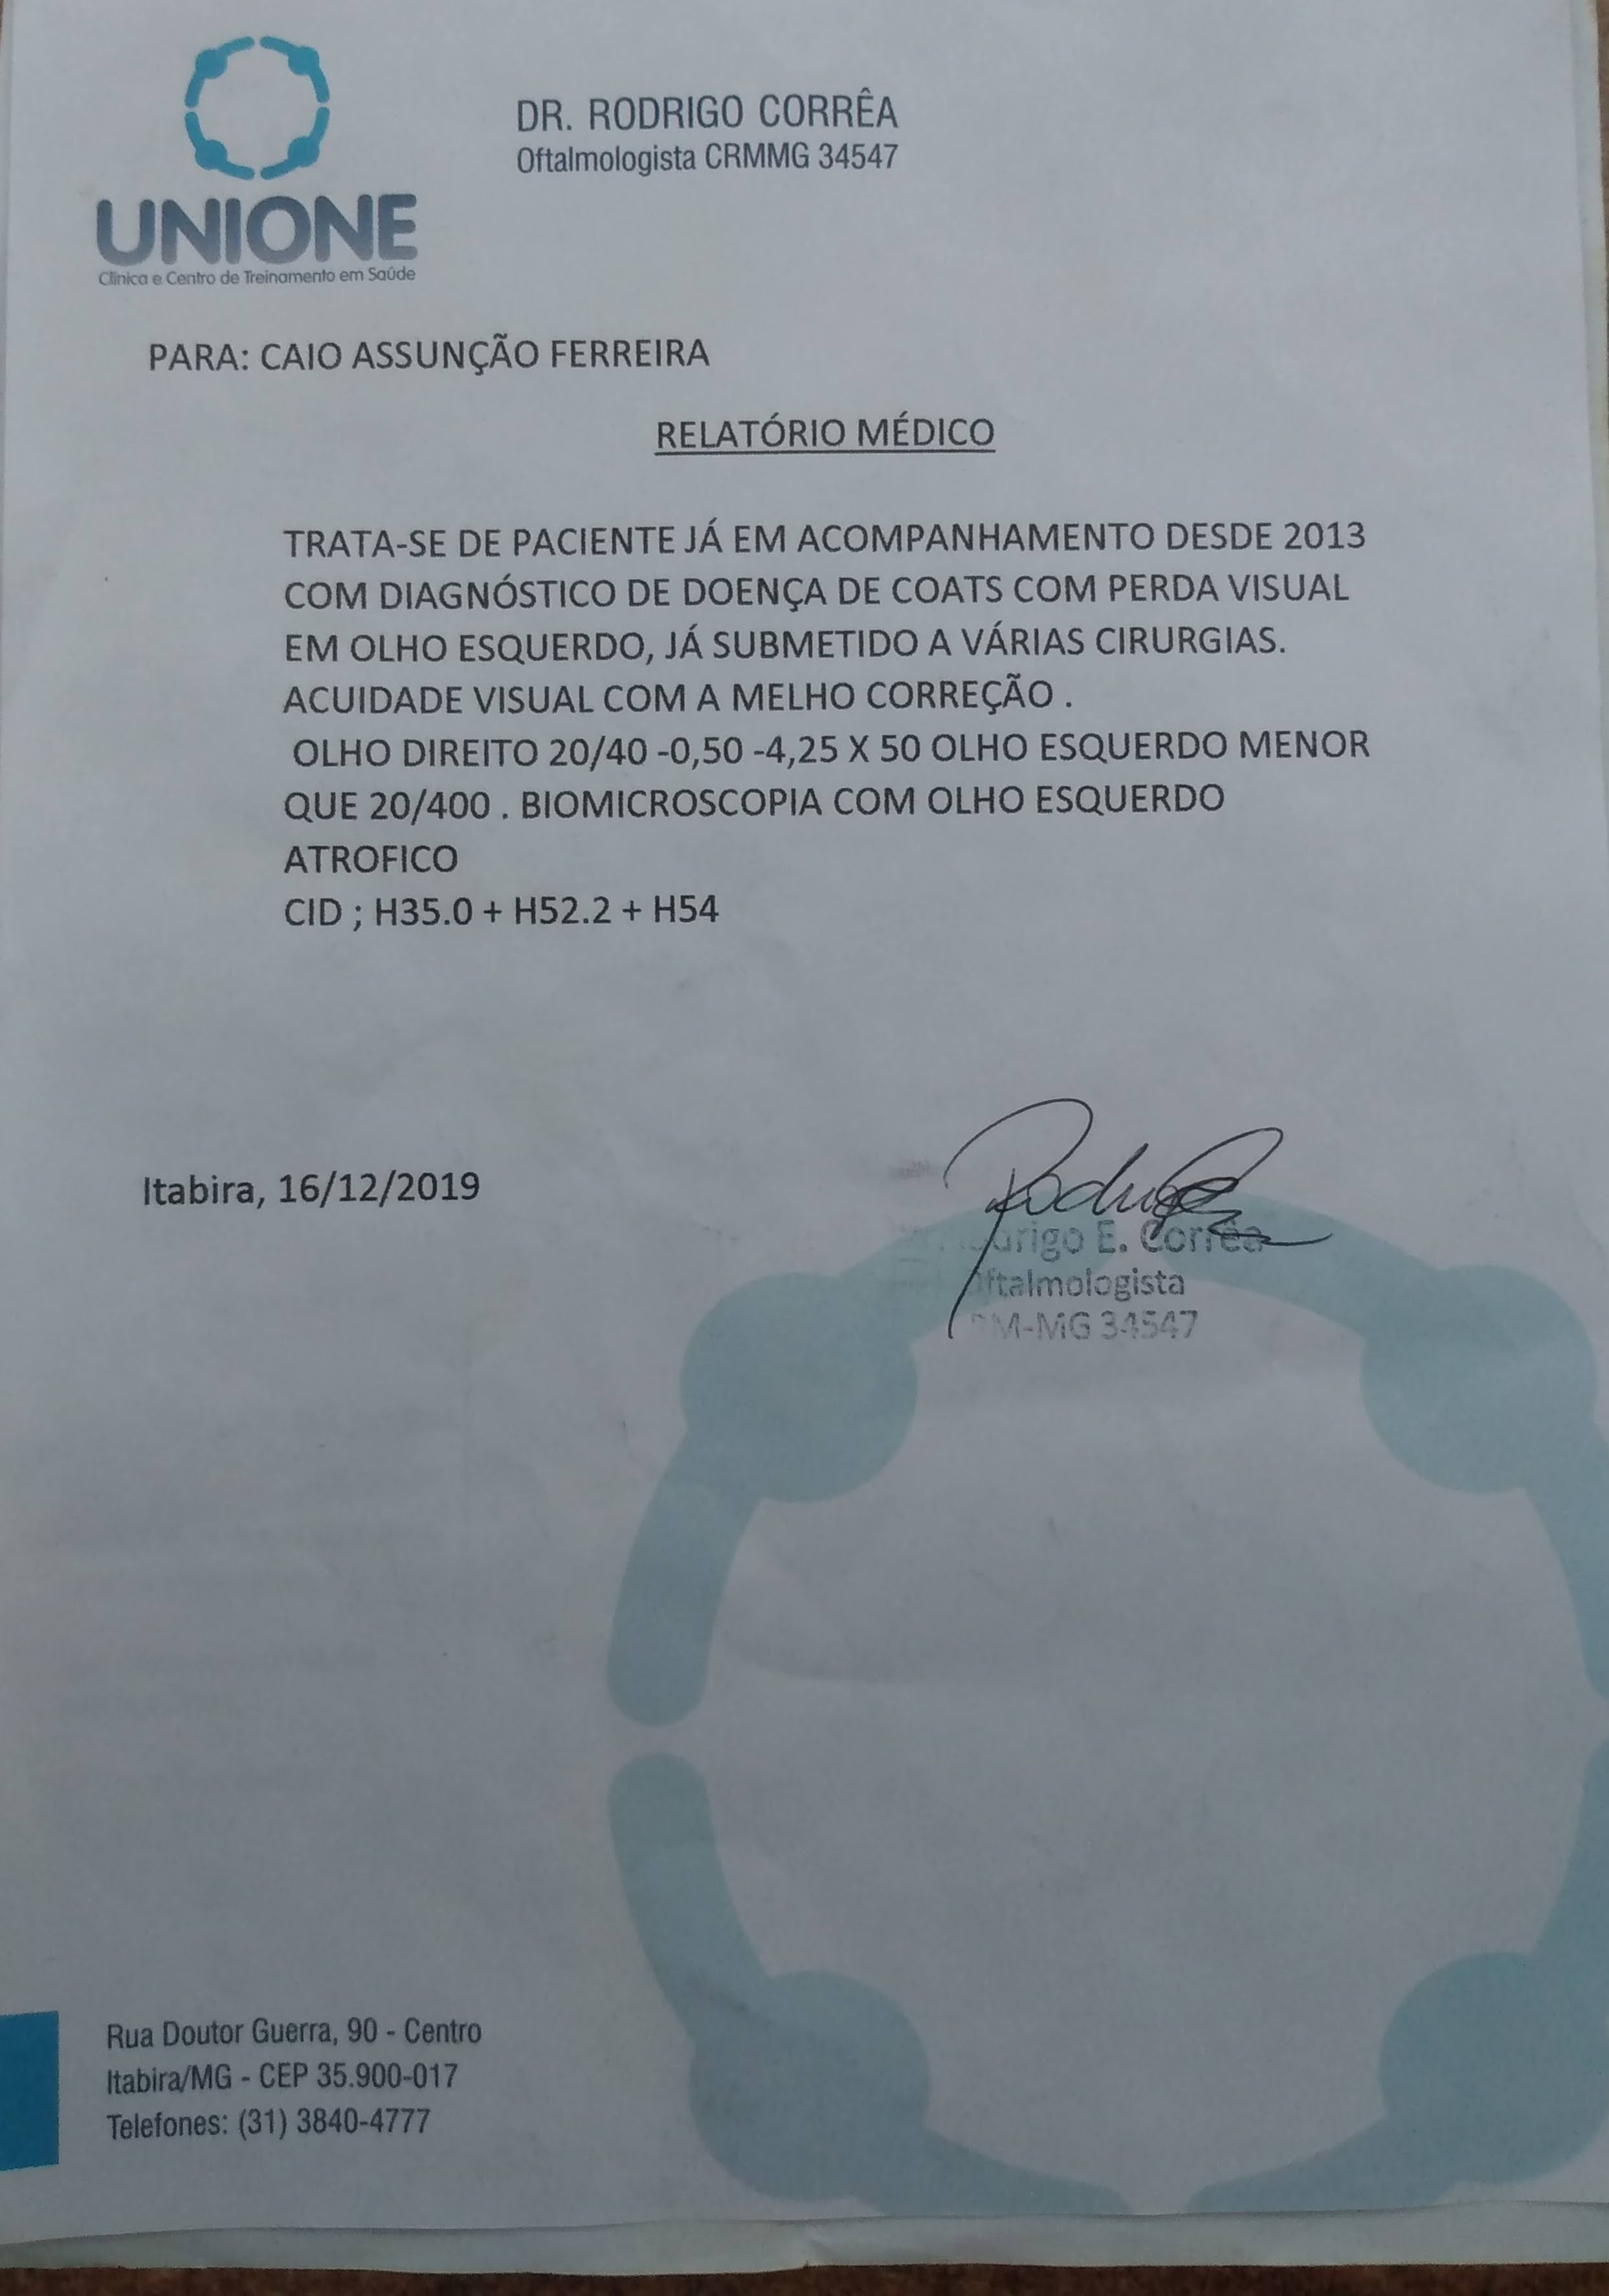 UNIONE
Clínica e Centro de Treinamento em Saúde
DR. RODRIGO CORRÊA
Oftalmologista CRMMG 34547
PARA: CAIO ASSUNÇÃO FERREIRA
RELATÓRIO MÉDICO
TRATA-SE DE PACIENTE JÁ EM ACOMPANHAMENTO DESDE 2013
COM DIAGNÓSTICO DE DOENÇA DE COATS COM PERDA VISUAL
EM OLHO ESQUERDO, JÁ SUBMETIDO A VÁRIAS CIRURGIAS.
ACUIDADE VISUAL COM A MELHO CORREÇÃO .
OLHO DIREITO 20/40 -0,50 -4,25 X 50 OLHO ESQUERDO MENOR
QUE 20/400 . BIOMICROSCOPIA COM OLHO ESQUERDO
ATROFICO
CID ; H35.0 + H52.2 + H54
Itabira, 16/12/2019
E. Corrêa
Oftalmologista
34547
Rua Doutor Guerra, 90 - Centro
Itabira/MG - CEP 35.900-017
Telefones: (31) 3840-4777